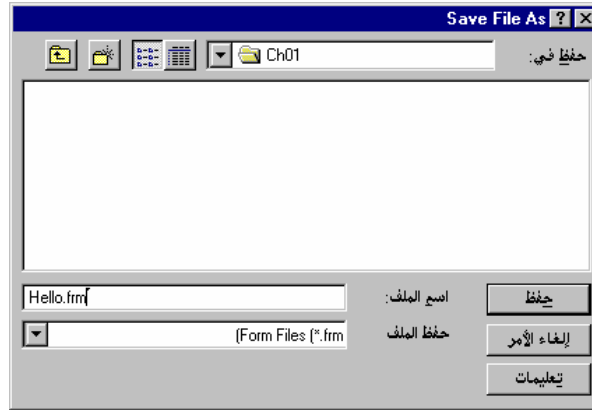 Save File As
حفظ في: Ch01
اسم الملف: Hello.frm
حفظ
حفظ الملف (Form Files (*.frm
إلغاء الأمر
تعليمات